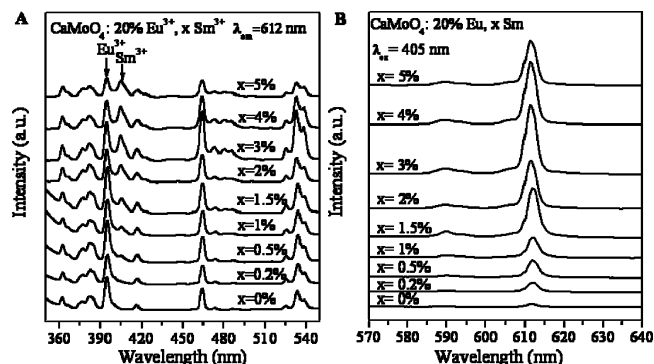 A
CaMoO₄: 20% Eu³⁺, x Sm³⁺ λem=612 nm
Eu³⁺
Sm³⁺
x=5%
x=4%
x=3%
x=2%
x=1.5%
x=1%
x=0.5%
x=0.2%
x=0%
Intensity (a.u.)
360 390 420 450 480 510 540
Wavelength (nm)
B
CaMoO₄: 20% Eu, x Sm
λex = 405 nm
x= 5%
x= 4%
x= 3%
x= 2%
x= 1.5%
x= 1%
x= 0.5%
x= 0.2%
x= 0%
Intensity (a.u.)
570 580 590 600 610 620 630 640
Wavelength (nm)